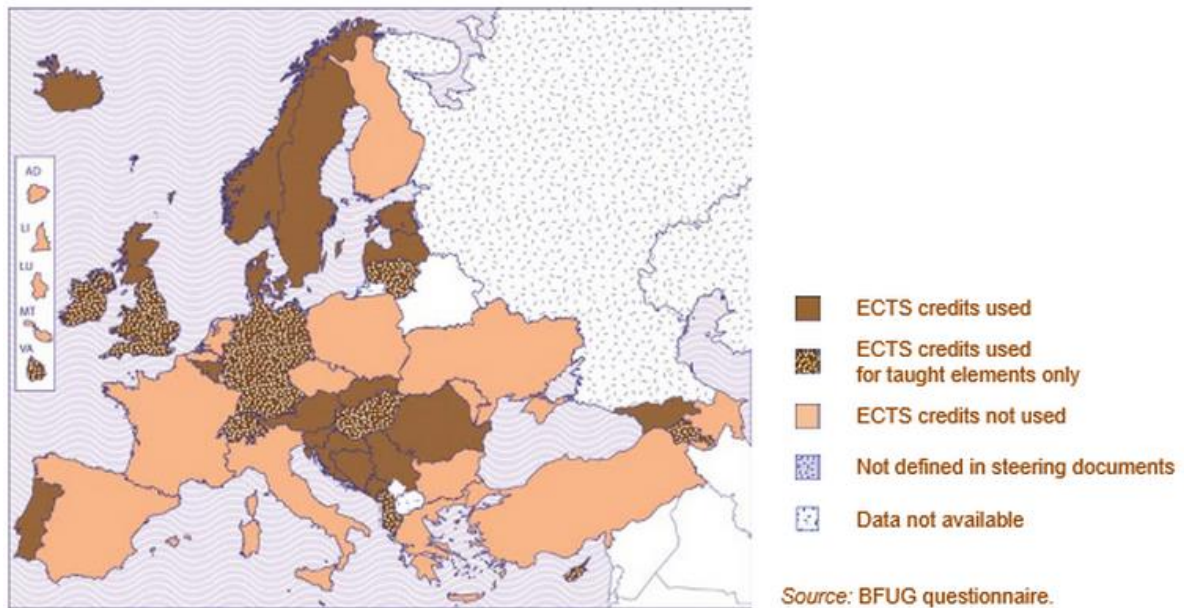 AD
LI
LU
MT
VA
ECTS credits used
ECTS credits used
for taught elements only
ECTS credits not used
Not defined in steering documents
Data not available
Source: BFUG questionnaire.